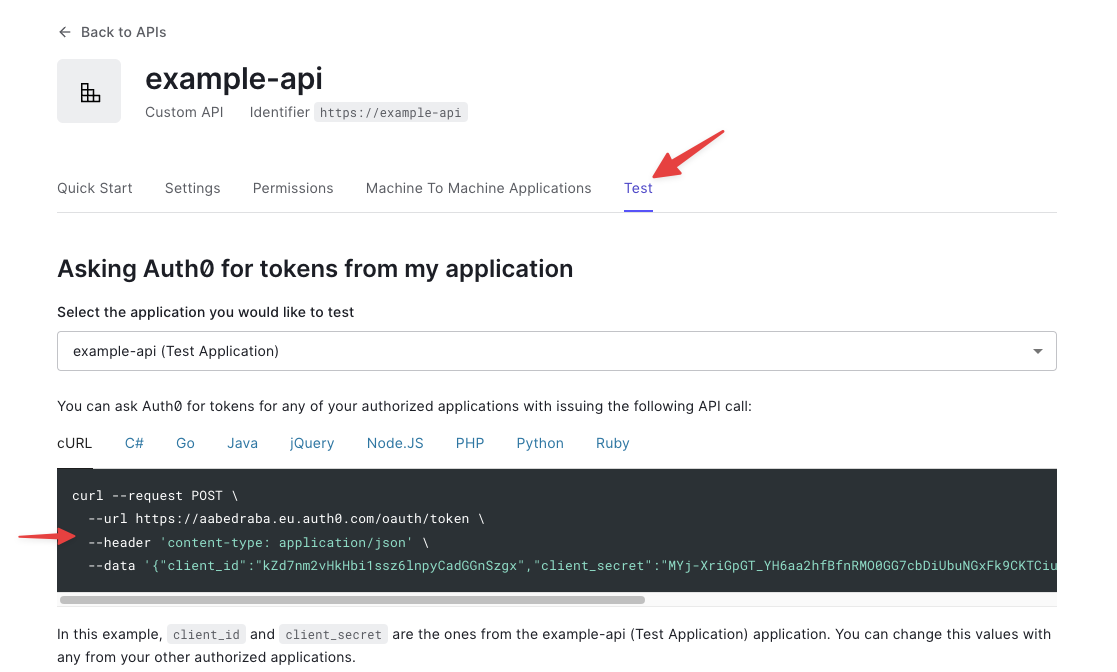 ← Back to APIs
example-api
Custom API Identifier https://example-api
Quick Start Settings Permissions Machine To Machine Applications Test
Asking Auth0 for tokens from my application
Select the application you would like to test
example-api (Test Application)
You can ask Auth0 for tokens for any of your authorized applications with issuing the following API call:
cURL C# Go Java jQuery Node.JS PHP Python Ruby
curl --request POST \
--url https://aabedraba.eu.auth0.com/oauth/token \
--header 'content-type: application/json' \
--data '{"client_id":"kZd7nm2vHkHbi1ssz6lnpyCadGGnSzgx","client_secret":"MYj-XriGpGT_YH6aa2hfBfnRMO0GG7cbDiUbuNGxFk9CKTCiu
In this example, client_id and client_secret are the ones from the example-api (Test Application) application. You can change this values with
any from your other authorized applications.